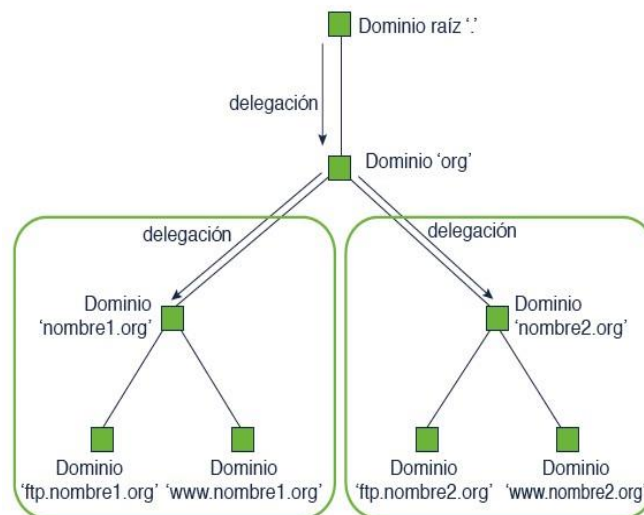 Dominio raíz ‘.’
delegación
Dominio ‘org’
delegación
delegación
Dominio
‘nombre1.org’
Dominio
‘nombre2.org’
Dominio
‘ftp.nombre1.org’
Dominio
‘www.nombre1.org’
Dominio
‘ftp.nombre2.org’
Dominio
‘www.nombre2.org’